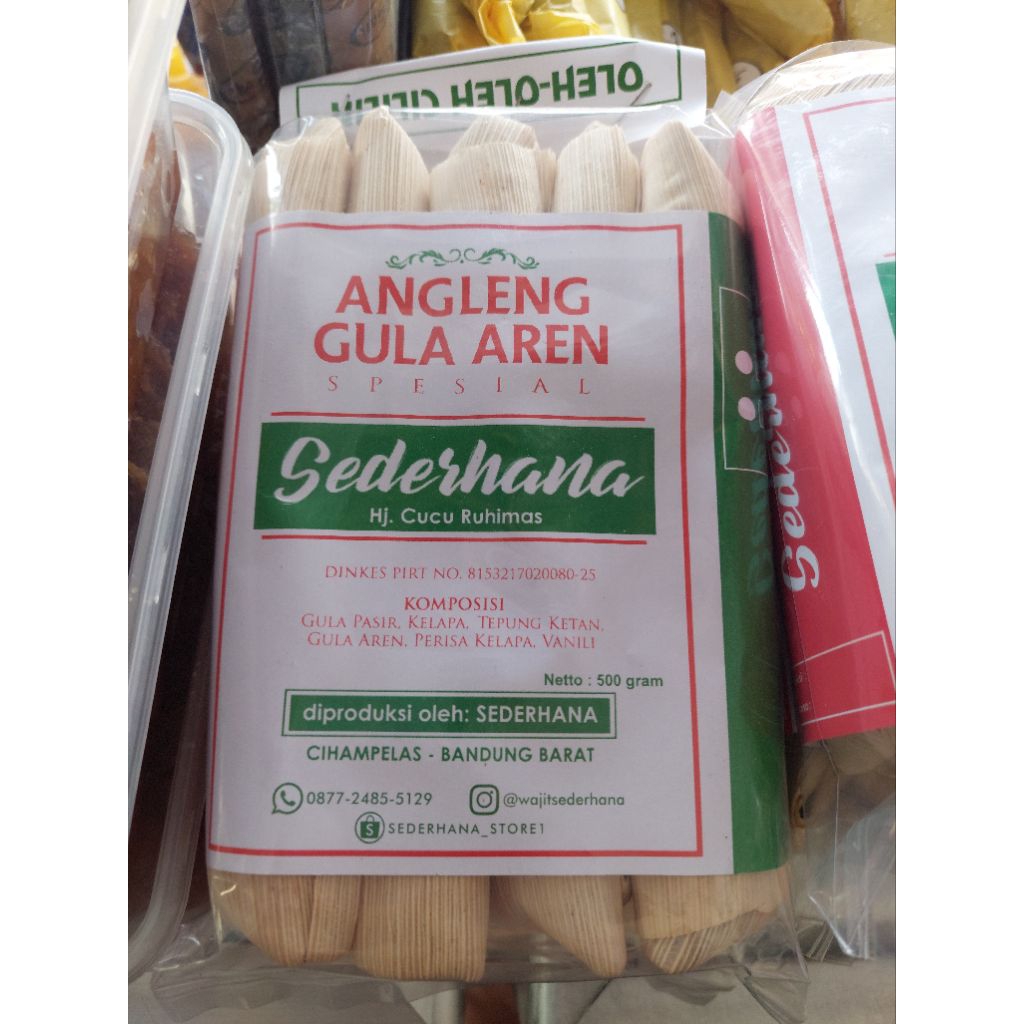 OLEH-OLEH CILILIN
ANGLENG
GULA AREN
SPESIAL
Sederhana
Hj. Cucu Ruhimas
DINKES PIRT NO. 8153217020080-25
KOMPOSISI
GULA PASIR, KELAPA, TEPUNG KETAN,
GULA AREN, PERISA KELAPA, VANILI
Netto : 500 gram
diproduksi oleh: SEDERHANA
CIHAMPELAS - BANDUNG BARAT
0877-2485-5129
@wajitsederhana
S
SEDERHANA_STORE1